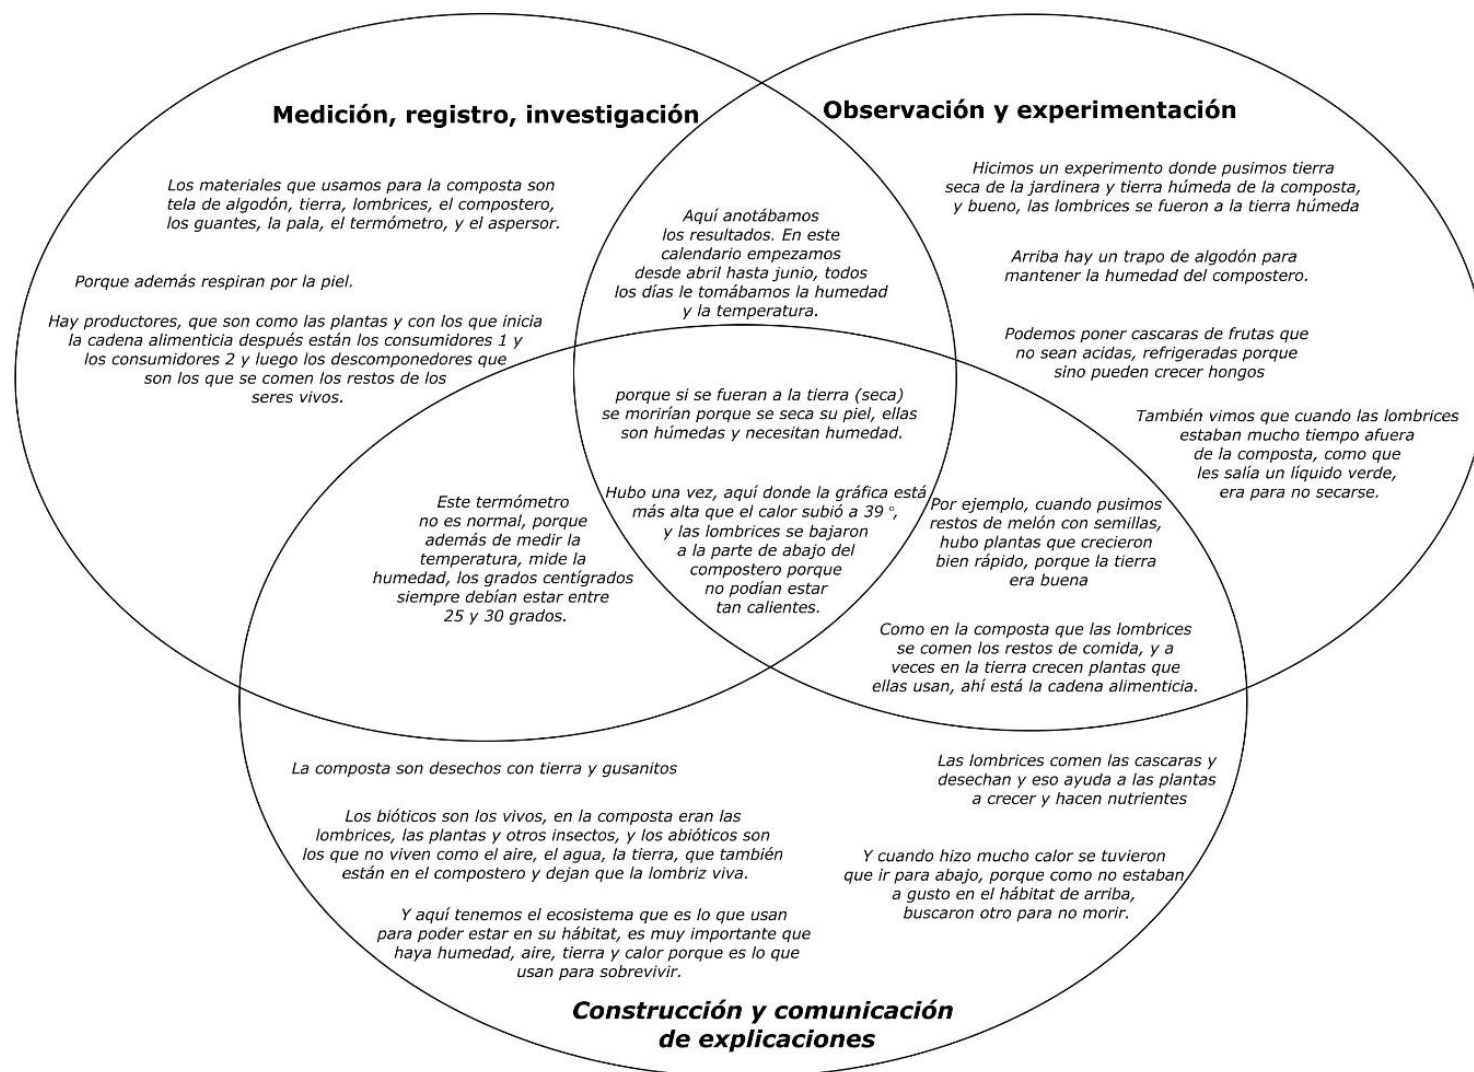 Medición, registro, investigación
Los materiales que usamos para la composta son
tela de algodón, tierra, lombrices, el compostero,
los guantes, la pala, el termómetro, y el aspersor.
Porque además respiran por la piel.
Hay productores, que son como las plantas y con los que inicia
la cadena alimenticia después están los consumidores 1 y
los consumidores 2 y luego los descomponedores que
son los que se comen los restos de los
seres vivos.
Observación y experimentación
Hicimos un experimento donde pusimos tierra
seca de la jardinera y tierra húmeda de la composta,
y bueno, las lombrices se fueron a la tierra húmeda
Arriba hay un trapo de algodón para
mantener la humedad del compostero.
Podemos poner cascaras de frutas que
no sean acidas, refrigeradas porque
sino pueden crecer hongos
También vimos que cuando las lombrices
estaban mucho tiempo afuera
de la composta, como que
les salía un líquido verde,
era para no secarse.
Aquí anotábamos
los resultados. En este
calendario empezamos
desde abril hasta junio, todos
los días le tomábamos la humedad
y la temperatura.
porque si se fueran a la tierra (seca)
se morirían porque se seca su piel, ellas
son húmedas y necesitan humedad.
Hubo una vez, aquí donde la gráfica está
más alta que el calor subió a 39 °,
y las lombrices se bajaron
a la parte de abajo del
compostero porque
no podían estar
tan calientes.
Este termómetro
no es normal, porque
además de medir la
temperatura, mide la
humedad, los grados centígrados
siempre debían estar entre
25 y 30 grados.
Por ejemplo, cuando pusimos
restos de melón con semillas,
hubo plantas que crecieron
bien rápido, porque la tierra
era buena
Como en la composta que las lombrices
se comen los restos de comida, y a
veces en la tierra crecen plantas que
ellas usan, ahí está la cadena alimenticia.
La composta son desechos con tierra y gusanitos
Los bióticos son los vivos, en la composta eran las
lombrices, las plantas y otros insectos, y los abióticos son
los que no viven como el aire, el agua, la tierra, que también
están en el compostero y dejan que la lombriz viva.
Y aquí tenemos el ecosistema que es lo que usan
para poder estar en su hábitat, es muy importante que
haya humedad, aire, tierra y calor porque es lo que
usan para sobrevivir.
Las lombrices comen las cascaras y
desechan y eso ayuda a las plantas
a crecer y hacen nutrientes
Y cuando hizo mucho calor se tuvieron
que ir para abajo, porque como no estaban
a gusto en el hábitat de arriba,
buscaron otro para no morir.
Construcción y comunicación
de explicaciones